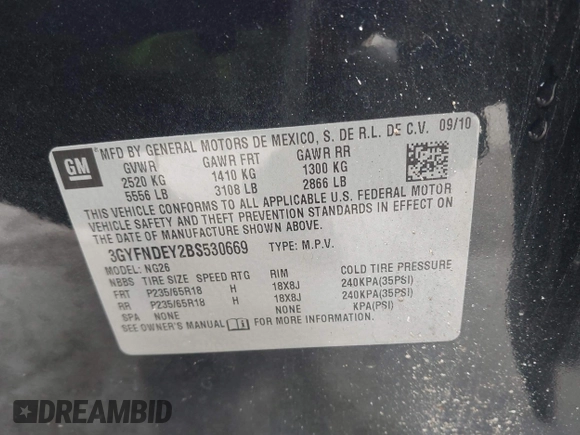 GM
MFD BY GENERAL MOTORS DE MEXICO, S. DE R.L. DE C.V. 09/10
GVWR GAWR FRT GAWR RR
2520 KG 1410 KG 1300 KG
5556 LB 3108 LB 2866 LB
THIS VEHICLE CONFORMS TO ALL APPLICABLE U.S. FEDERAL MOTOR
VEHICLE SAFETY AND THEFT PREVENTION STANDARDS IN EFFECT ON
THE DATE OF MANUFACTURE SHOWN ABOVE.
3GYFNDEY2BS530669 TYPE: M.P.V.
MODEL: NG26
NBBS TIRE SIZE SPEED RTG RIM COLD TIRE PRESSURE
FRT P235/65R18 H 18X8J 240KPA(35PSI)
RR P235/65R18 H 18X8J 240KPA(35PSI)
SPA NONE NONE KPA(PSI)
SEE OWNER'S MANUAL FOR MORE INFORMATION.
DREAMBID